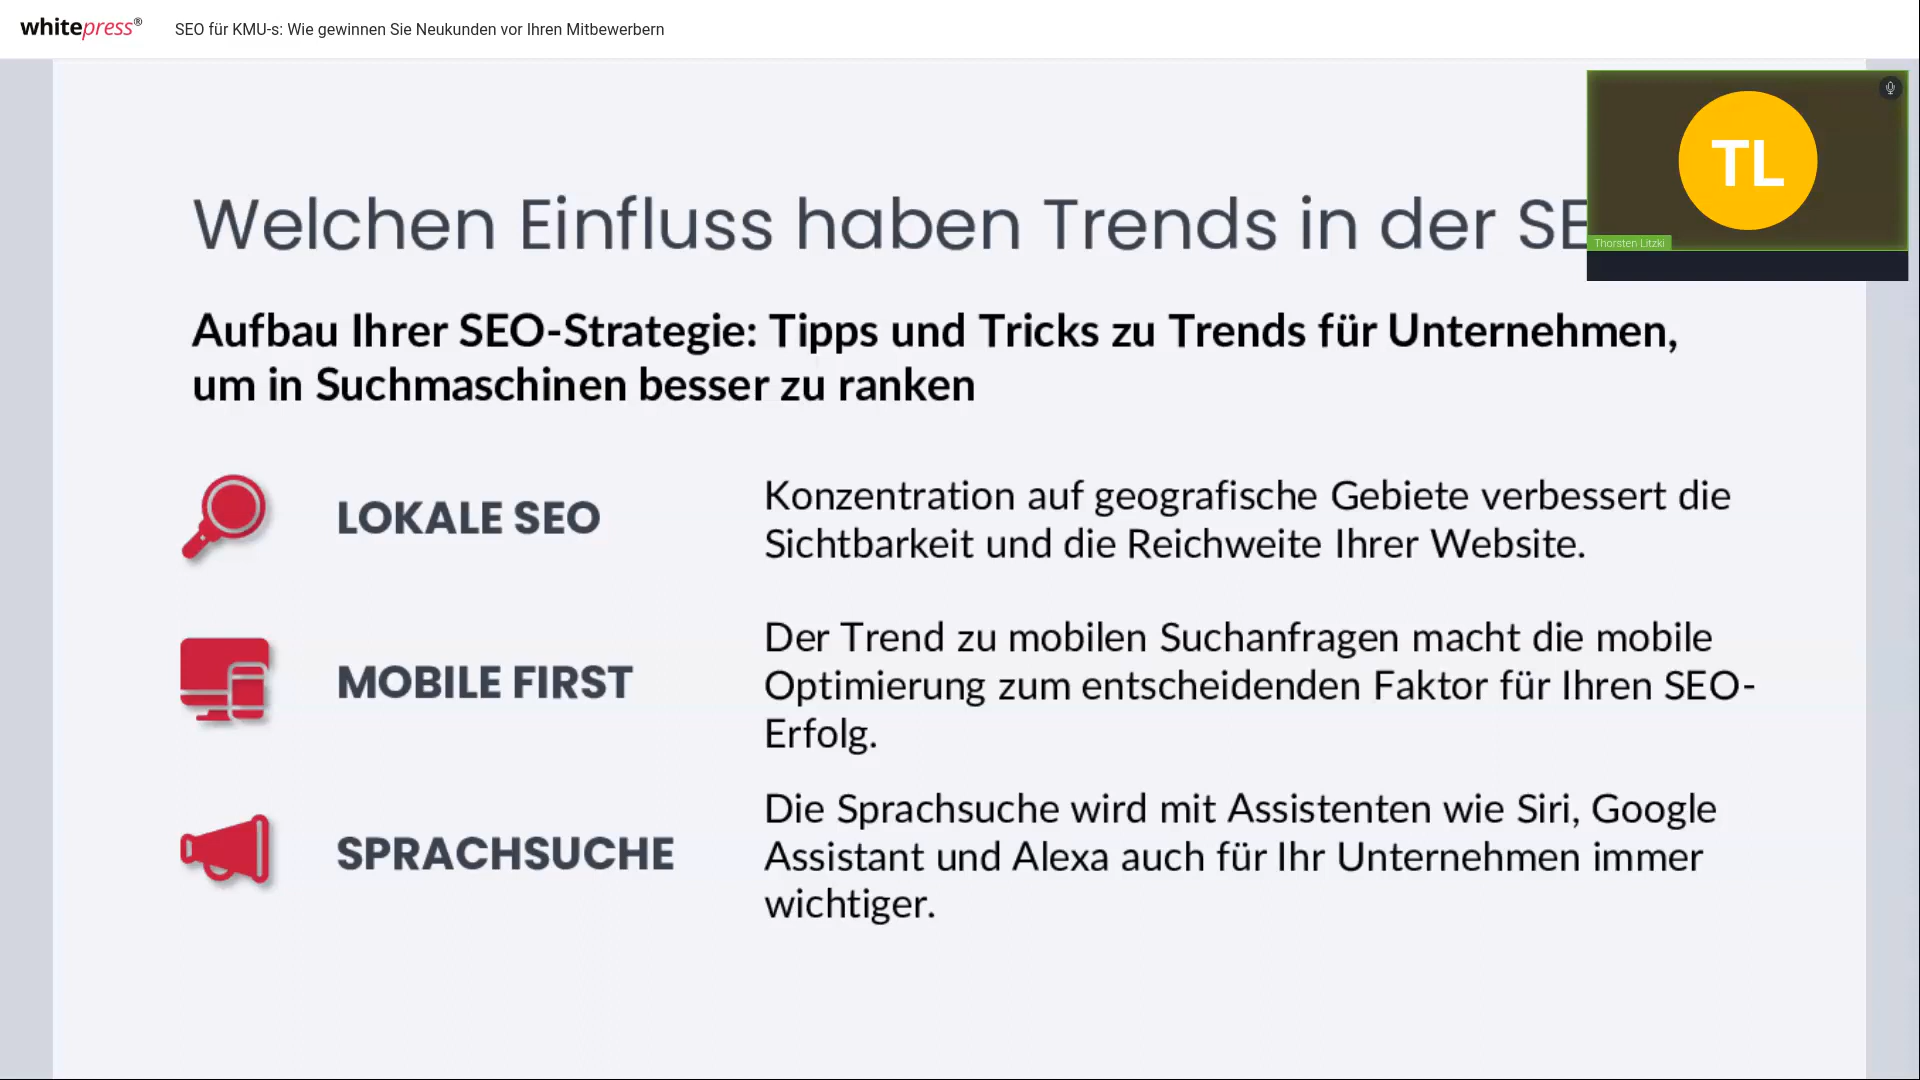 whitepress®
SEO für KMU-s: Wie gewinnen Sie Neukunden vor Ihren Mitbewerbern
TL
Thorsten Litzki
Welchen Einfluss haben Trends in der SE
Aufbau Ihrer SEO-Strategie: Tipps und Tricks zu Trends für Unternehmen,
um in Suchmaschinen besser zu ranken
LOKALE SEO
Konzentration auf geografische Gebiete verbessert die
Sichtbarkeit und die Reichweite Ihrer Website.
MOBILE FIRST
Der Trend zu mobilen Suchanfragen macht die mobile
Optimierung zum entscheidenden Faktor für Ihren SEO-
Erfolg.
SPRACHSUCHE
Die Sprachsuche wird mit Assistenten wie Siri, Google
Assistant und Alexa auch für Ihr Unternehmen immer
wichtiger.